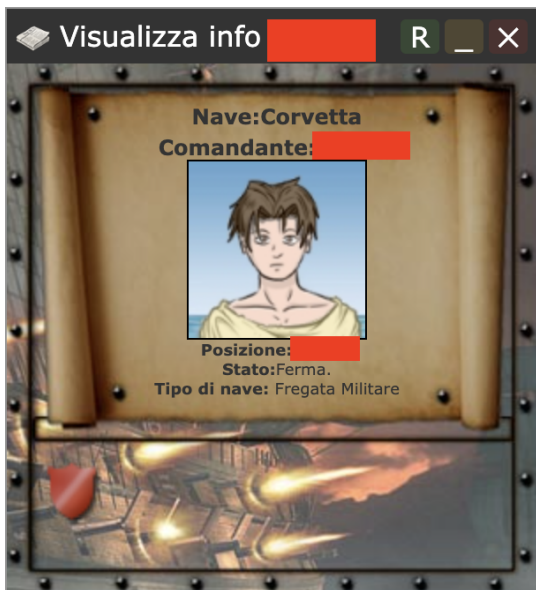 Visualizza info
R _ X
Nave:Corvetta
Comandante:
Posizione:
Stato:Ferma.
Tipo di nave: Fregata Militare